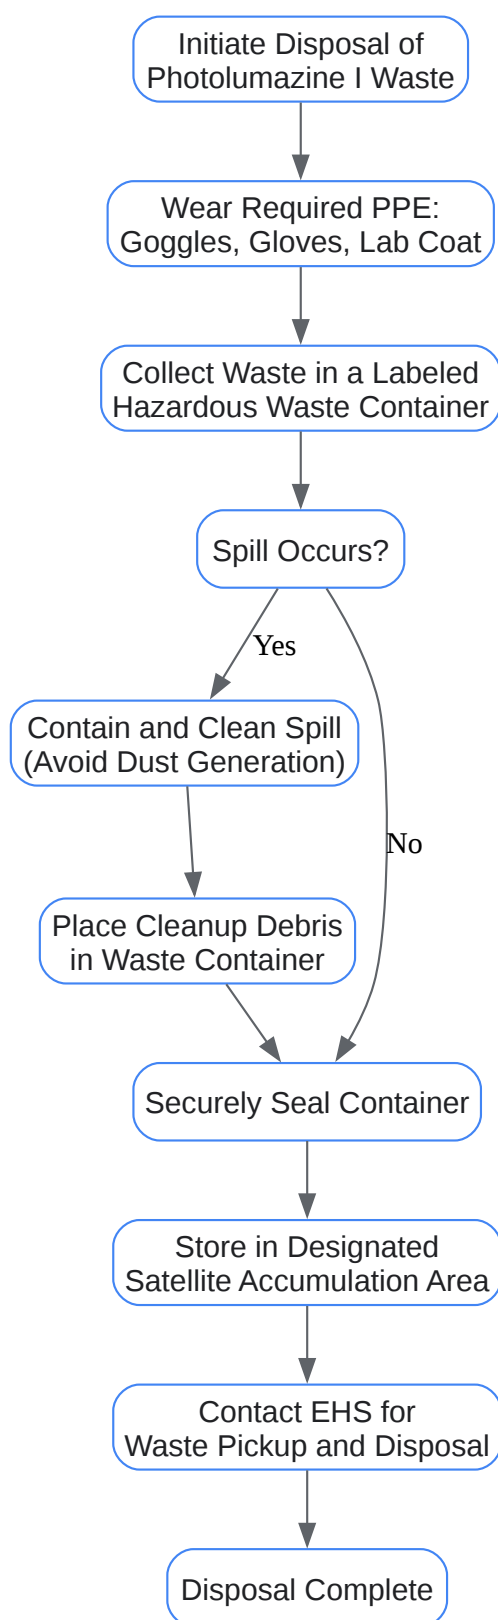 Initiate Disposal of
Photolumazine I Waste
Wear Required PPE:
Goggles, Gloves, Lab Coat
Collect Waste in a Labeled
Hazardous Waste Container
Spill Occurs?
Yes
Contain and Clean Spill
(Avoid Dust Generation)
No
Place Cleanup Debris
in Waste Container
Securely Seal Container
Store in Designated
Satellite Accumulation Area
Contact EHS for
Waste Pickup and Disposal
Disposal Complete